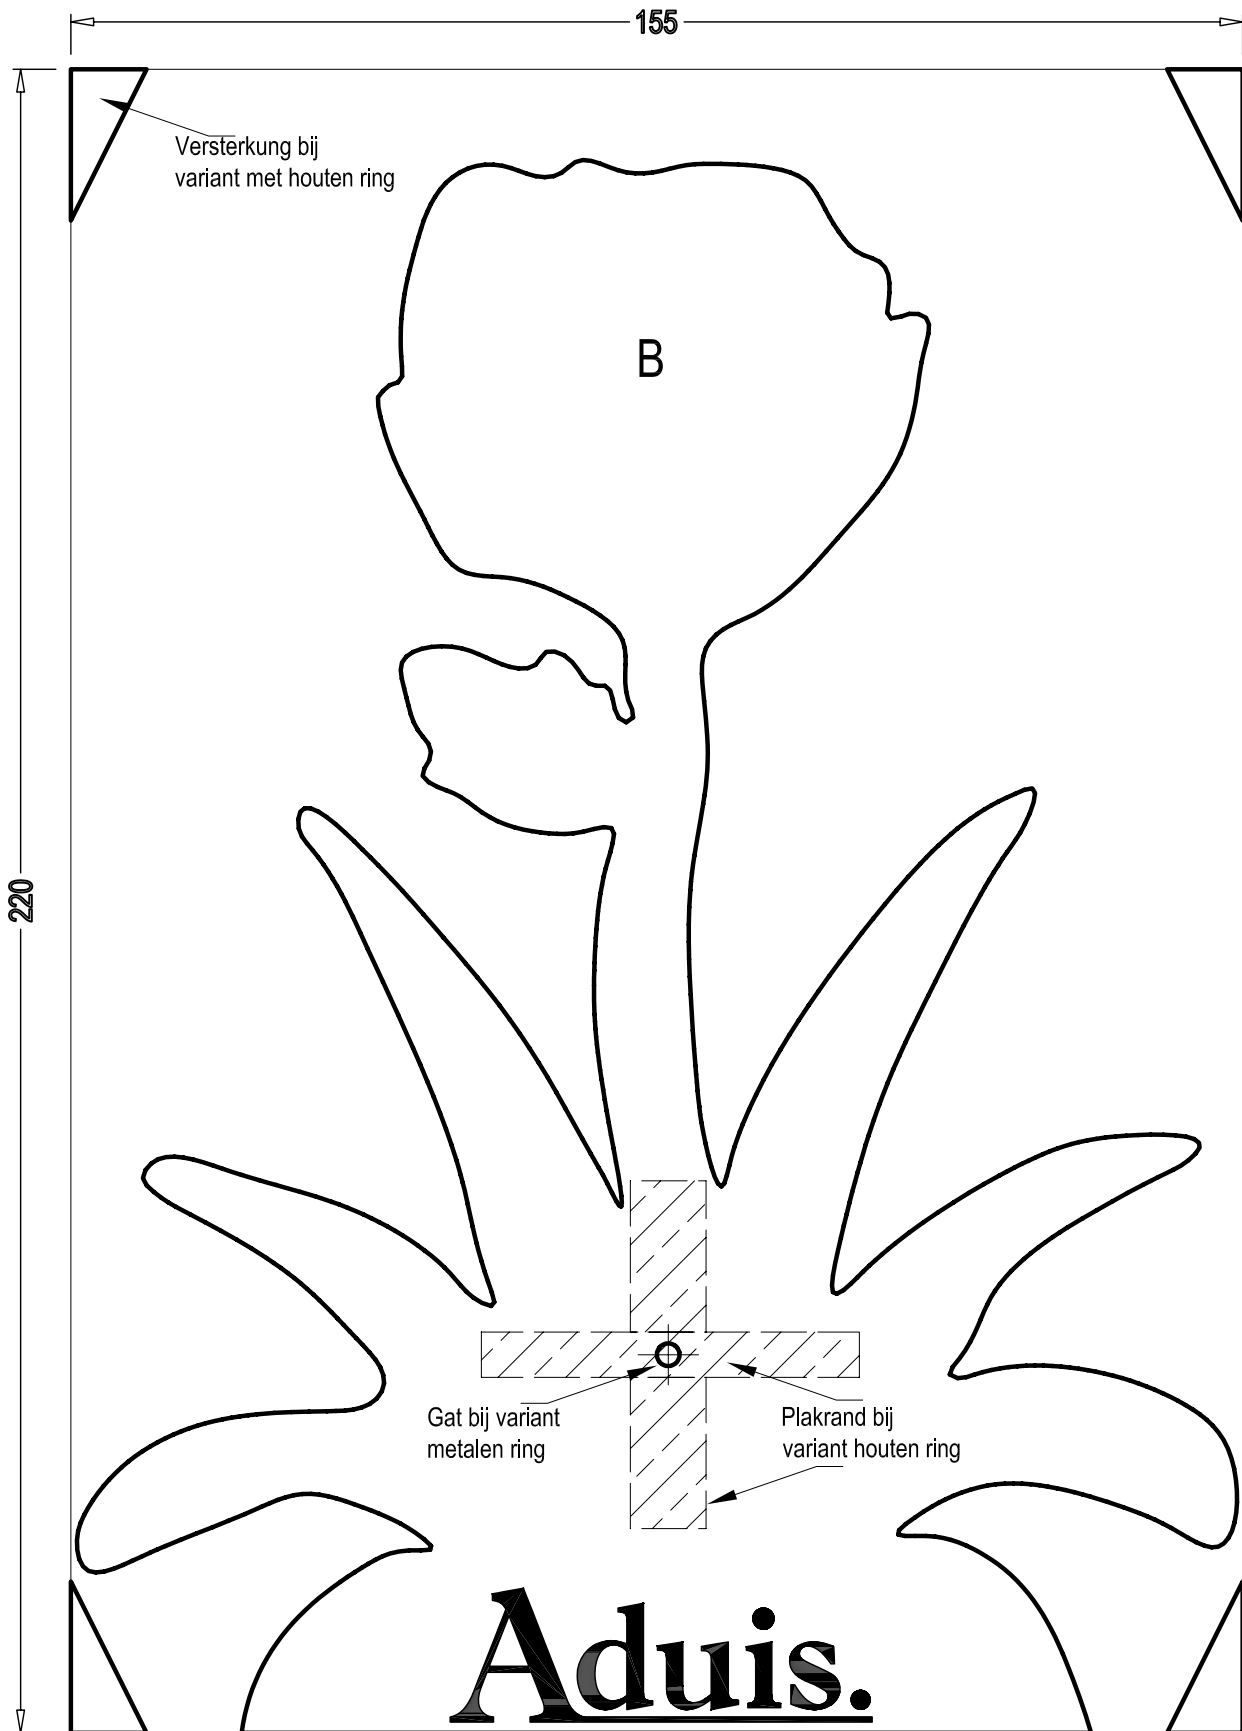 155
Versterkung bij
variant met houten ring
B
220
Gat bij variant
metalen ring
Plakrand bij
variant houten ring
Aduis.